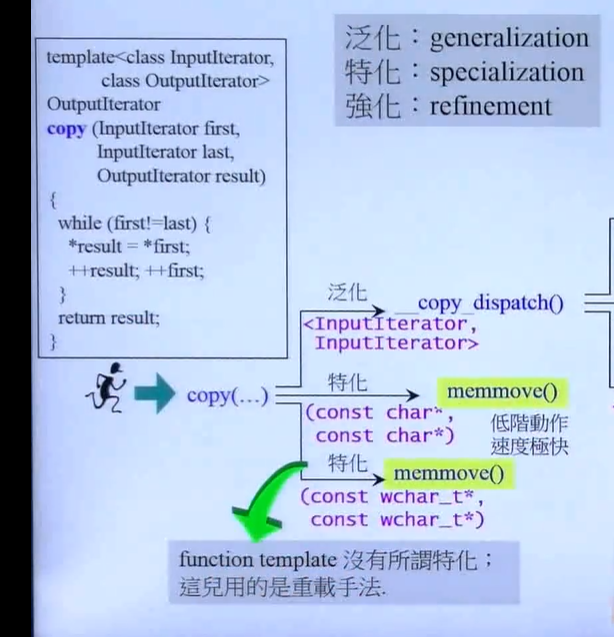 泛化：generalization
特化：specialization
強化：refinement
template<class InputIterator,
class OutputIterator>
OutputIterator
copy (InputIterator first,
InputIterator last,
OutputIterator result)
{
while (first!=last) {
*result = *first;
++result; ++first;
}
return result;
}
copy(…)
泛化
__copy_dispatch()
<InputIterator,
InputIterator>
特化
memmove()
(const char*,
const char*)
低階動作
速度極快
特化
memmove()
(const wchar_t*,
const wchar_t*)
function template 沒有所謂特化；
這兒用的是重載手法.